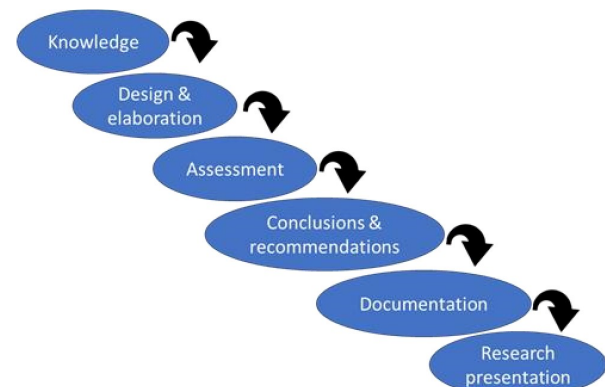 Knowledge
Design &
elaboration
Assessment
Conclusions &
recommendations
Documentation
Research
presentation